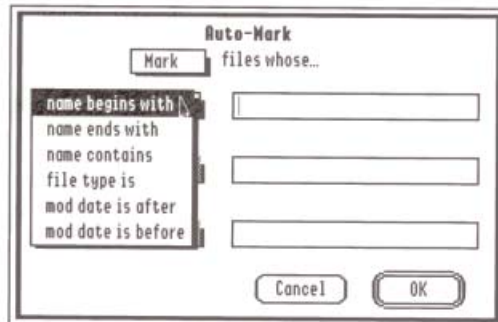 Auto-Mark
Mark files whose...
name begins with
name ends with
name contains
file type is
mod date is after
mod date is before
Cancel OK